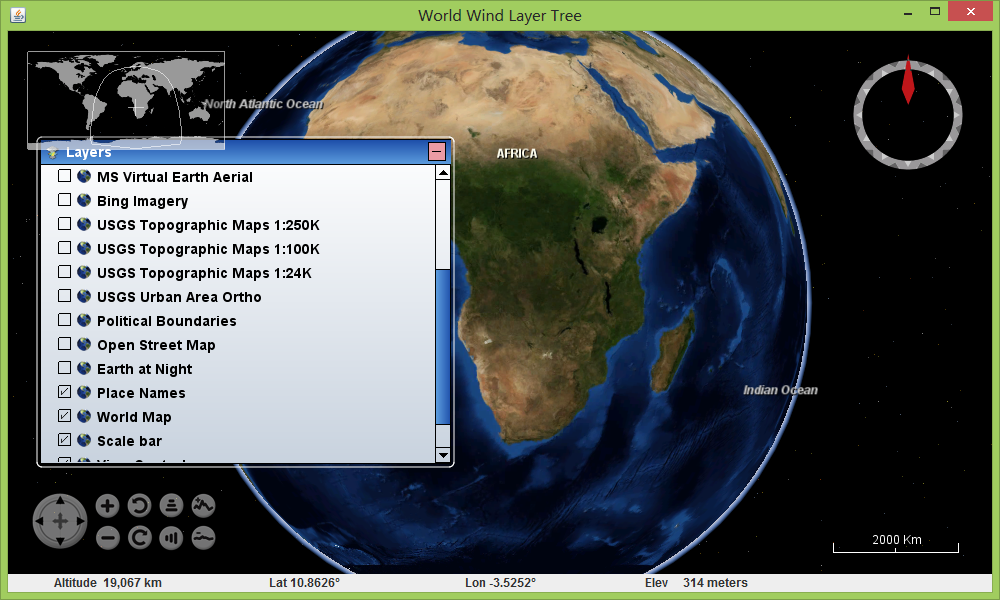 World Wind Layer Tree
North Atlantic Ocean
Layers
AFRICA
MS Virtual Earth Aerial
Bing Imagery
USGS Topographic Maps 1:250K
USGS Topographic Maps 1:100K
USGS Topographic Maps 1:24K
USGS Urban Area Ortho
Political Boundaries
Open Street Map
Earth at Night
Place Names
World Map
Scale bar
Indian Ocean
2000 Km
Altitude 19,067 km Lat 10.8626° Lon -3.5252° Elev 314 meters